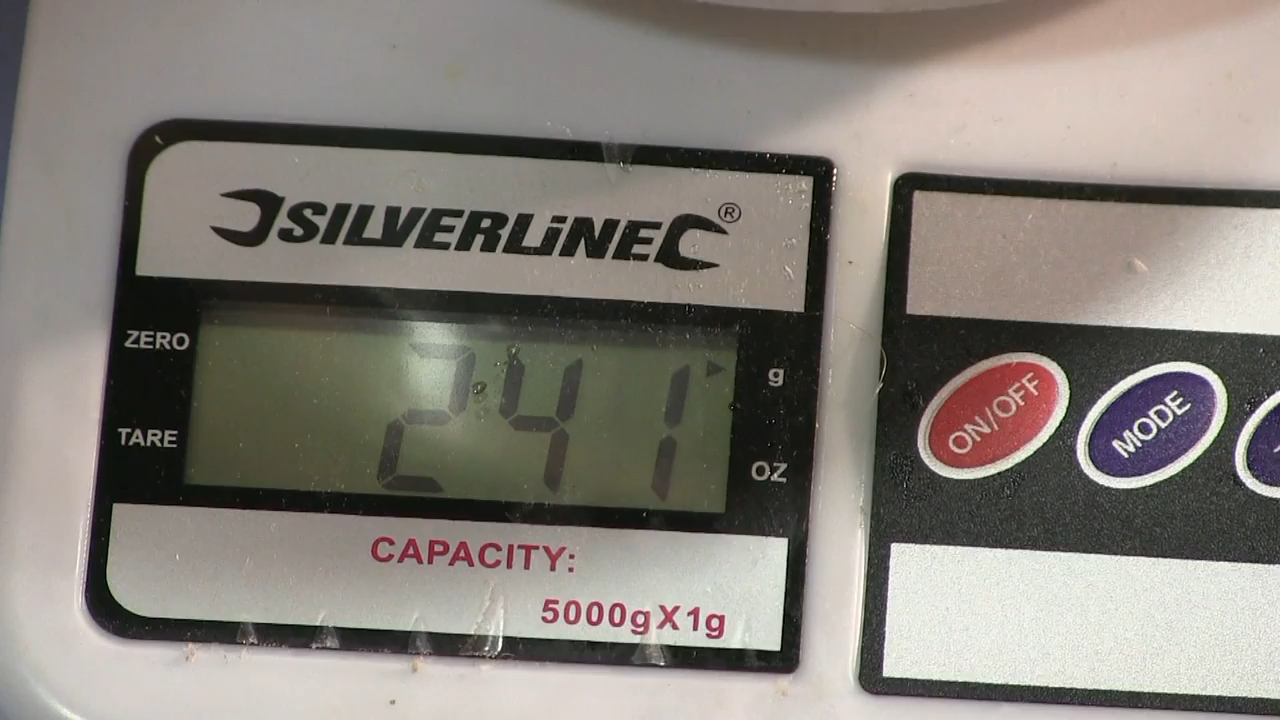 SILVERLINE®
ZERO
TARE
241
g
OZ
CAPACITY:
5000gX1g
ON/OFF
MODE